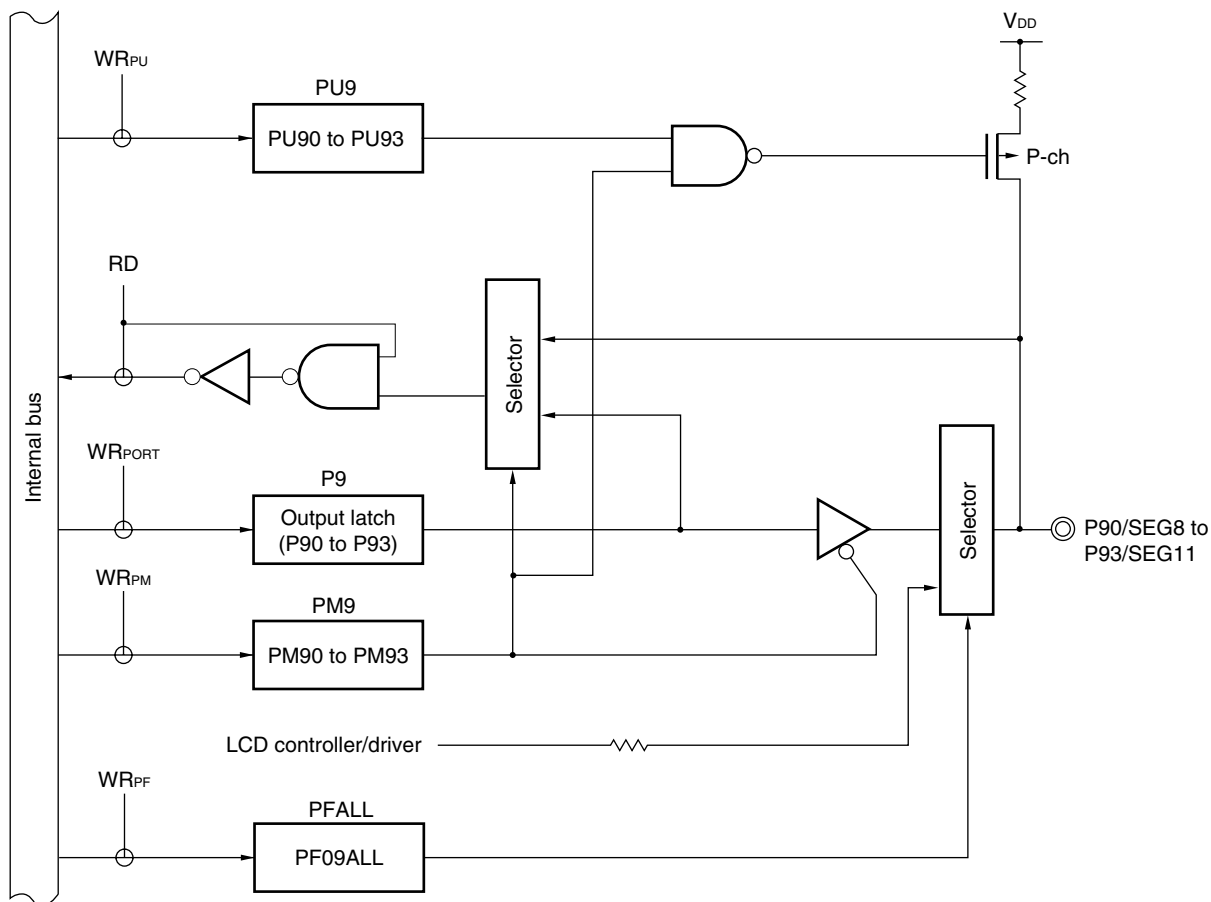 VDD
WRPU
PU9
PU90 to PU93
P-ch
RD
Selector
Internal bus
WRPORT
P9
Output latch
(P90 to P93)
Selector
P90/SEG8 to
P93/SEG11
WRPM
PM9
PM90 to PM93
LCD controller/driver
WRPF
PFALL
PF09ALL